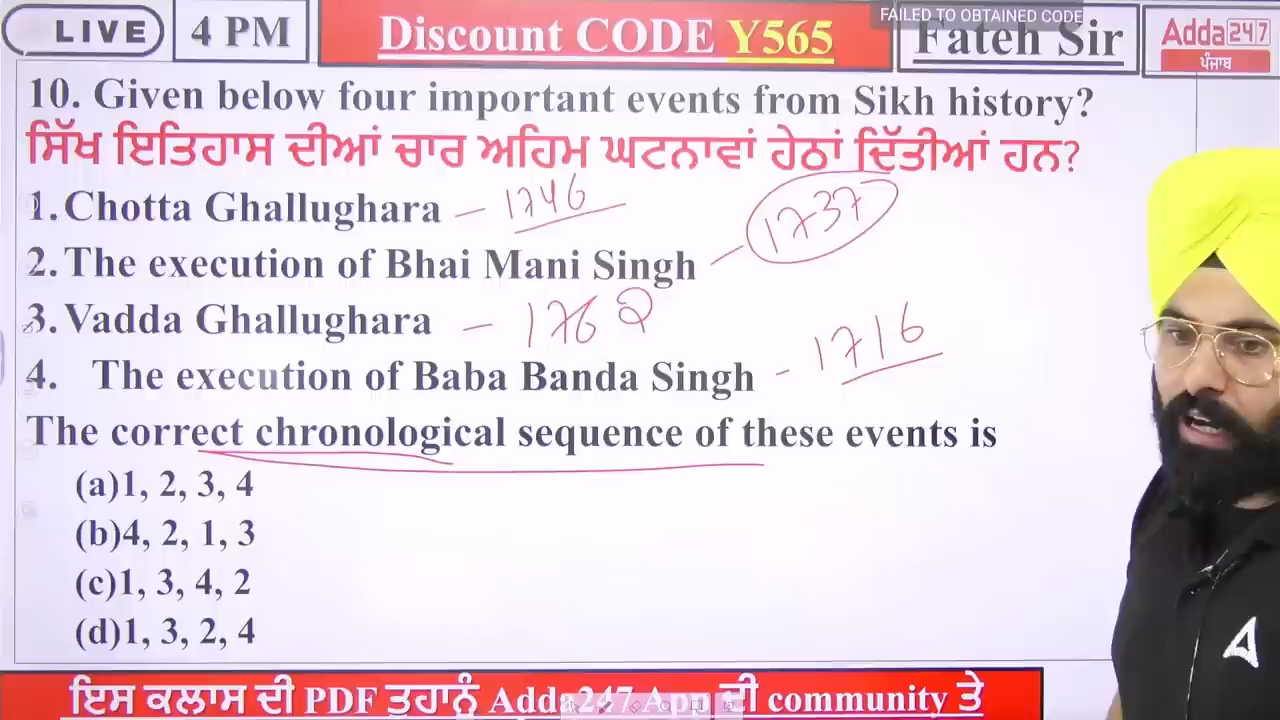 LIVE 4 PM Discount CODE Y565 Fateh Sir Adda247
FAILED TO OBTAINED CODE
ਪੰਜਾਬ
10. Given below four important events from Sikh history?
ਸਿੱਖ ਇਤਿਹਾਸ ਦੀਆਂ ਚਾਰ ਅਹਿਮ ਘਟਨਾਵਾਂ ਹੇਠਾਂ ਦਿੱਤੀਆਂ ਹਨ?
1. Chotta Ghallughara – 1746
2. The execution of Bhai Mani Singh – 1737
3. Vadda Ghallughara – 1762
4. The execution of Baba Banda Singh - 1716
The correct chronological sequence of these events is
(a)1, 2, 3, 4
(b)4, 2, 1, 3
(c)1, 3, 4, 2
(d)1, 3, 2, 4
ਇਸ ਕਲਾਸ ਦੀ PDF ਤੁਹਾਨੂੰ Adda247 App ਦੀ community ਤੇ